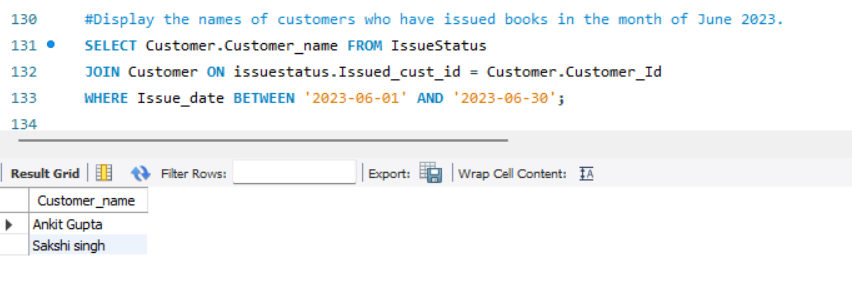 130 #Display the names of customers who have issued books in the month of June 2023.
131 SELECT Customer.Customer_name FROM IssueStatus
132 JOIN Customer ON issuestatus.Issued_cust_id = Customer.Customer_Id
133 WHERE Issue_date BETWEEN '2023-06-01' AND '2023-06-30';
134
Result Grid Filter Rows: Export: Wrap Cell Content: IA
Customer_name
Ankit Gupta
Sakshi singh